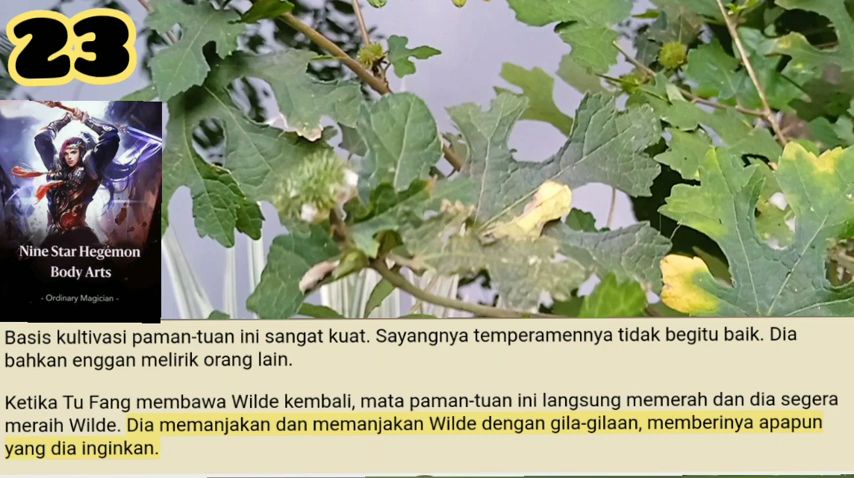 23
Nine Star Hegemon
Body Arts
- Ordinary Magician -
Basis kultivasi paman-tuan ini sangat kuat. Sayangnya temperamennya tidak begitu baik. Dia
bahkan enggan melirik orang lain.
Ketika Tu Fang membawa Wilde kembali, mata paman-tuan ini langsung memerah dan dia segera
meraih Wilde. Dia memanjakan dan memanjakan Wilde dengan gila-gilaan, memberinya apapun
yang dia inginkan.